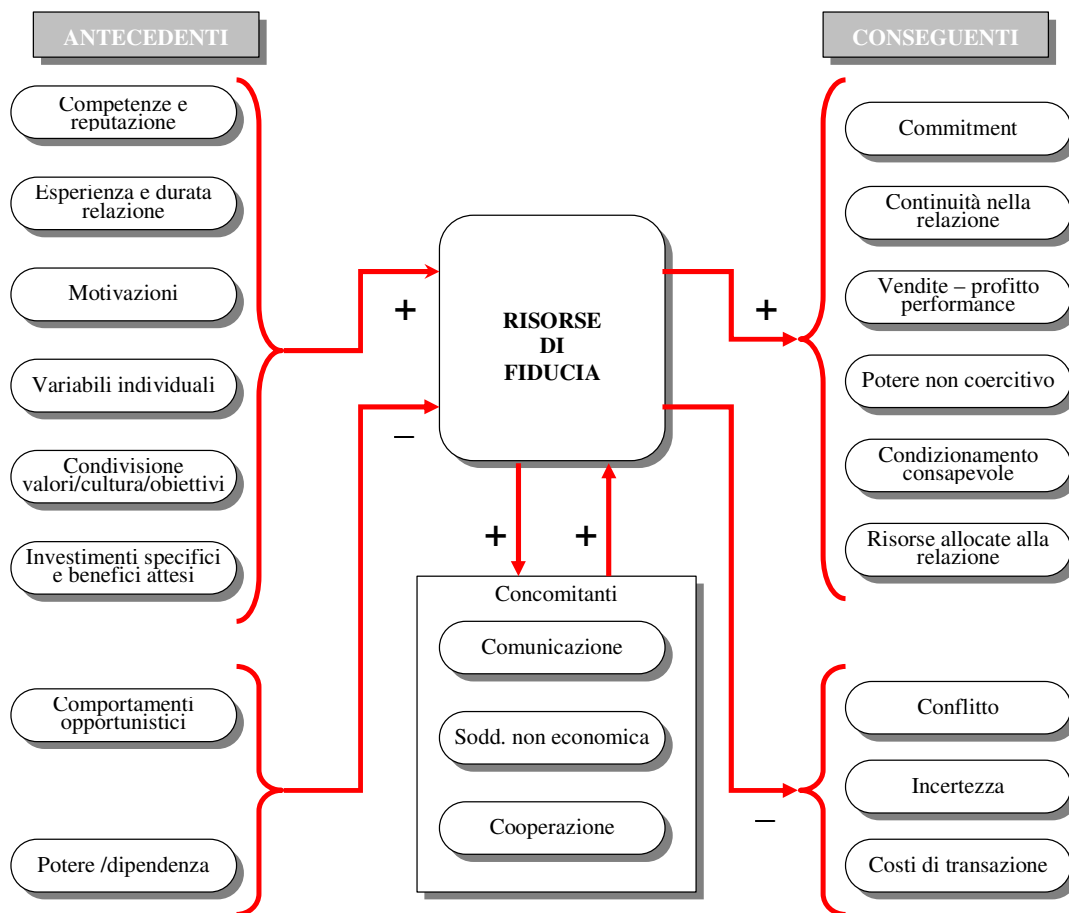 ANTECEDENTI
Competenze e
reputazione
Esperienza e durata
relazione
Motivazioni
Variabili individuali
Condivisione
valori/cultura/obiettivi
Investimenti specifici
e benefici attesi
Comportamenti
opportunistici
Potere /dipendenza
+
–
RISORSE
DI
FIDUCIA
+
+
Concomitanti
Comunicazione
Sodd. non economica
Cooperazione
+
–
CONSEGUENTI
Commitment
Continuità nella
relazione
Vendite – profitto
performance
Potere non coercitivo
Condizionamento
consapevole
Risorse allocate alla
relazione
Conflitto
Incertezza
Costi di transazione